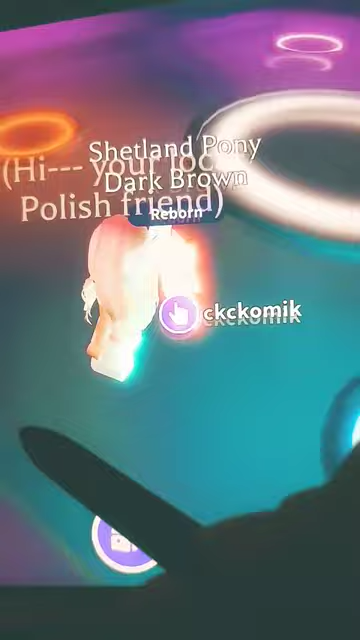 Shetland Pony
(Hi--- your loc
Dark Brown
Polish friend)
Reborn
ckckomik